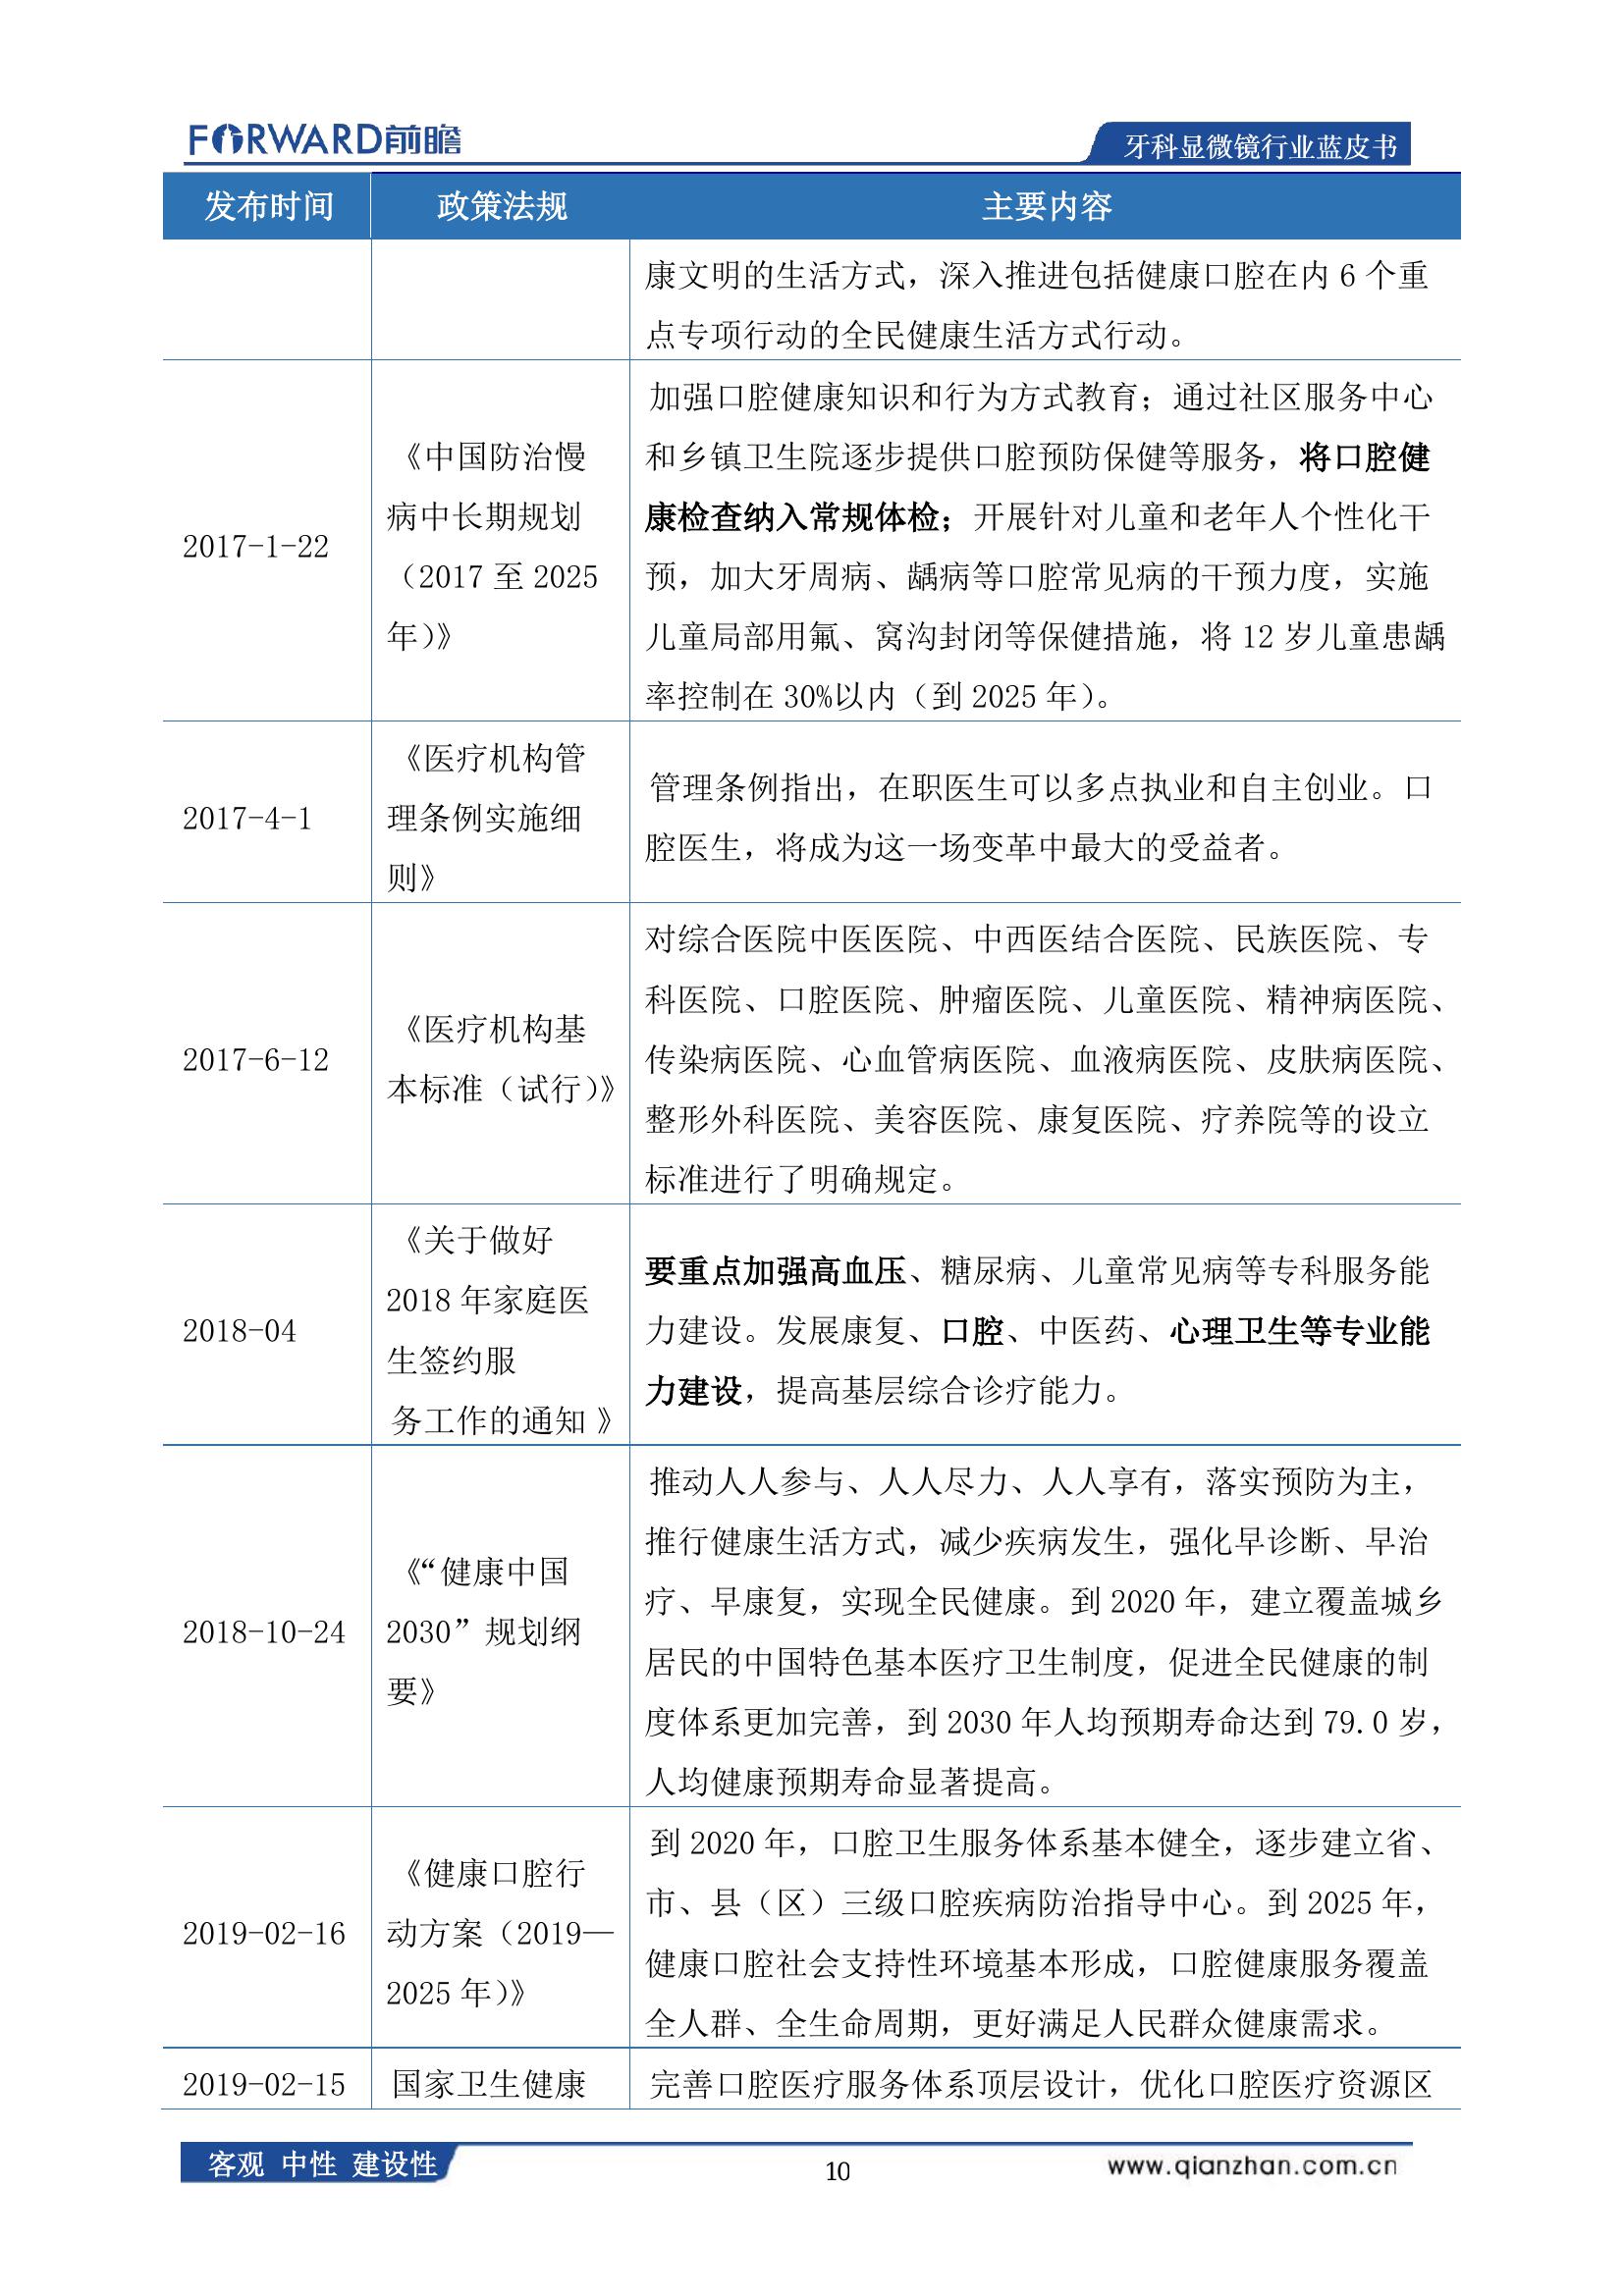 FORWARD前瞻
牙科显微镜行业蓝皮书
发布时间 政策法规 主要内容
康文明的生活方式，深入推进包括健康口腔在内 6 个重
点专项行动的全民健康生活方式行动。
2017-1-22
《中国防治慢
病中长期规划
（2017 至 2025
年）》
加强口腔健康知识和行为方式教育；通过社区服务中心
和乡镇卫生院逐步提供口腔预防保健等服务，将口腔健
康检查纳入常规体检；开展针对儿童和老年人个性化干
预，加大牙周病、龋病等口腔常见病的干预力度，实施
儿童局部用氟、窝沟封闭等保健措施，将 12 岁儿童患龋
率控制在 30%以内（到 2025 年）。
2017-4-1
《医疗机构管
理条例实施细
则》
管理条例指出，在职医生可以多点执业和自主创业。口
腔医生，将成为这一场变革中最大的受益者。
2017-6-12
《医疗机构基
本标准（试行）》
对综合医院中医医院、中西医结合医院、民族医院、专
科医院、口腔医院、肿瘤医院、儿童医院、精神病医院、
传染病医院、心血管病医院、血液病医院、皮肤病医院、
整形外科医院、美容医院、康复医院、疗养院等的设立
标准进行了明确规定。
2018-04
《关于做好
2018 年家庭医
生签约服
务工作的通知 》
要重点加强高血压、糖尿病、儿童常见病等专科服务能
力建设。发展康复、口腔、中医药、心理卫生等专业能
力建设，提高基层综合诊疗能力。
2018-10-24
《“健康中国
2030”规划纲
要》
推动人人参与、人人尽力、人人享有，落实预防为主，
推行健康生活方式，减少疾病发生，强化早诊断、早治
疗、早康复，实现全民健康。到 2020 年，建立覆盖城乡
居民的中国特色基本医疗卫生制度，促进全民健康的制
度体系更加完善，到 2030 年人均预期寿命达到 79.0 岁，
人均健康预期寿命显著提高。
2019-02-16
《健康口腔行
动方案（2019—
2025 年）》
到 2020 年，口腔卫生服务体系基本健全，逐步建立省、
市、县（区）三级口腔疾病防治指导中心。到 2025 年，
健康口腔社会支持性环境基本形成，口腔健康服务覆盖
全人群、全生命周期，更好满足人民群众健康需求。
2019-02-15
国家卫生健康
完善口腔医疗服务体系顶层设计，优化口腔医疗资源区
客观 中性 建设性
10
www.qianzhan.com.cn